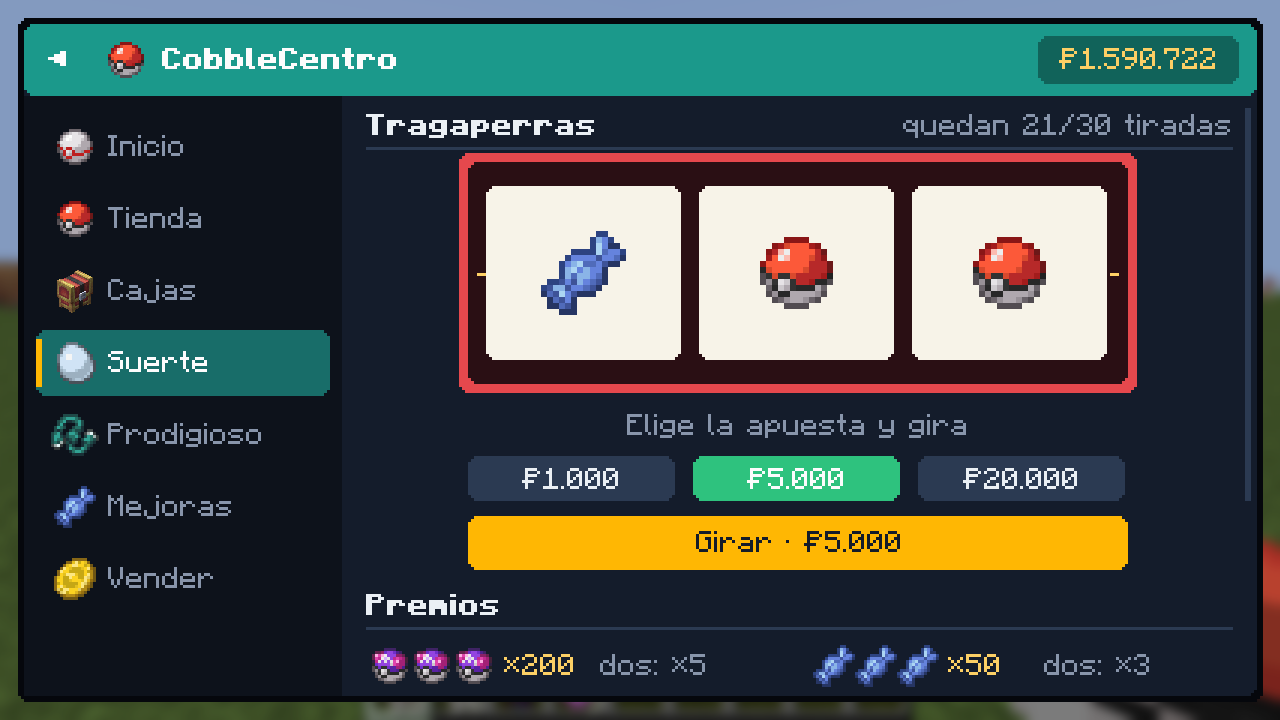 CobbleCentro
₽1.590.722
Inicio
Tienda
Cajas
Suerte
Prodigioso
Mejoras
Vender
Tragaperras
quedan 21/30 tiradas
Elige la apuesta y gira
₽1.000
₽5.000
₽20.000
Girar · ₽5.000
Premios
×200 dos: ×5
×50 dos: ×3